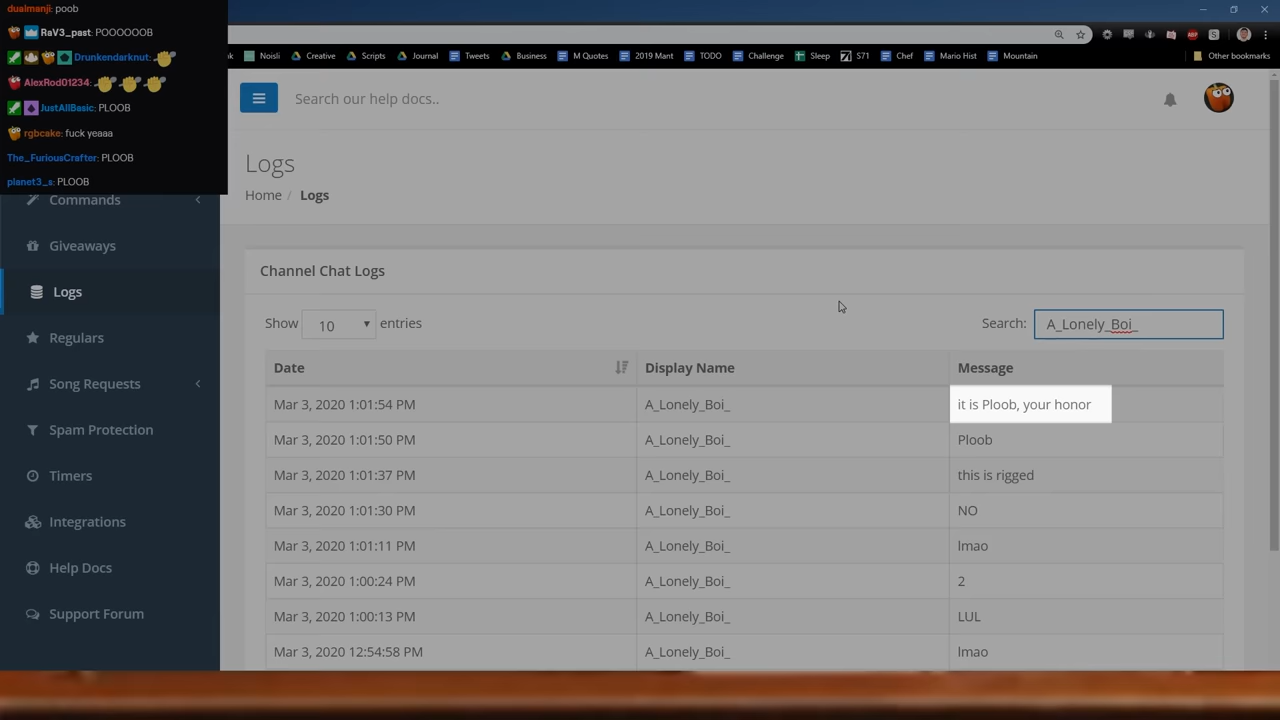 dualmanji: poob
RaV3_past: POOOOOOB
Drunkendarknut:
AlexRod01234:
JustAllBasic: PLOOB
rgbcake: fuck yeaaa
The_FuriousCrafter: PLOOB
planet3_s: PLOOB
Noisli Creative Scripts Journal Tweets Business M Quotes 2019 Mant TODO Challenge Sleep S71 Chef Mario Hist Mountain Other bookmarks
Search our help docs..
Logs
Home / Logs
Commands
Giveaways
Logs
Regulars
Song Requests
Spam Protection
Timers
Integrations
Help Docs
Support Forum
Channel Chat Logs
Show 10 entries Search: A_Lonely_Boi_
Date Display Name Message
Mar 3, 2020 1:01:54 PM A_Lonely_Boi_ it is Ploob, your honor
Mar 3, 2020 1:01:50 PM A_Lonely_Boi_ Ploob
Mar 3, 2020 1:01:37 PM A_Lonely_Boi_ this is rigged
Mar 3, 2020 1:01:30 PM A_Lonely_Boi_ NO
Mar 3, 2020 1:01:11 PM A_Lonely_Boi_ lmao
Mar 3, 2020 1:00:24 PM A_Lonely_Boi_ 2
Mar 3, 2020 1:00:13 PM A_Lonely_Boi_ LUL
Mar 3, 2020 12:54:58 PM A_Lonely_Boi_ lmao